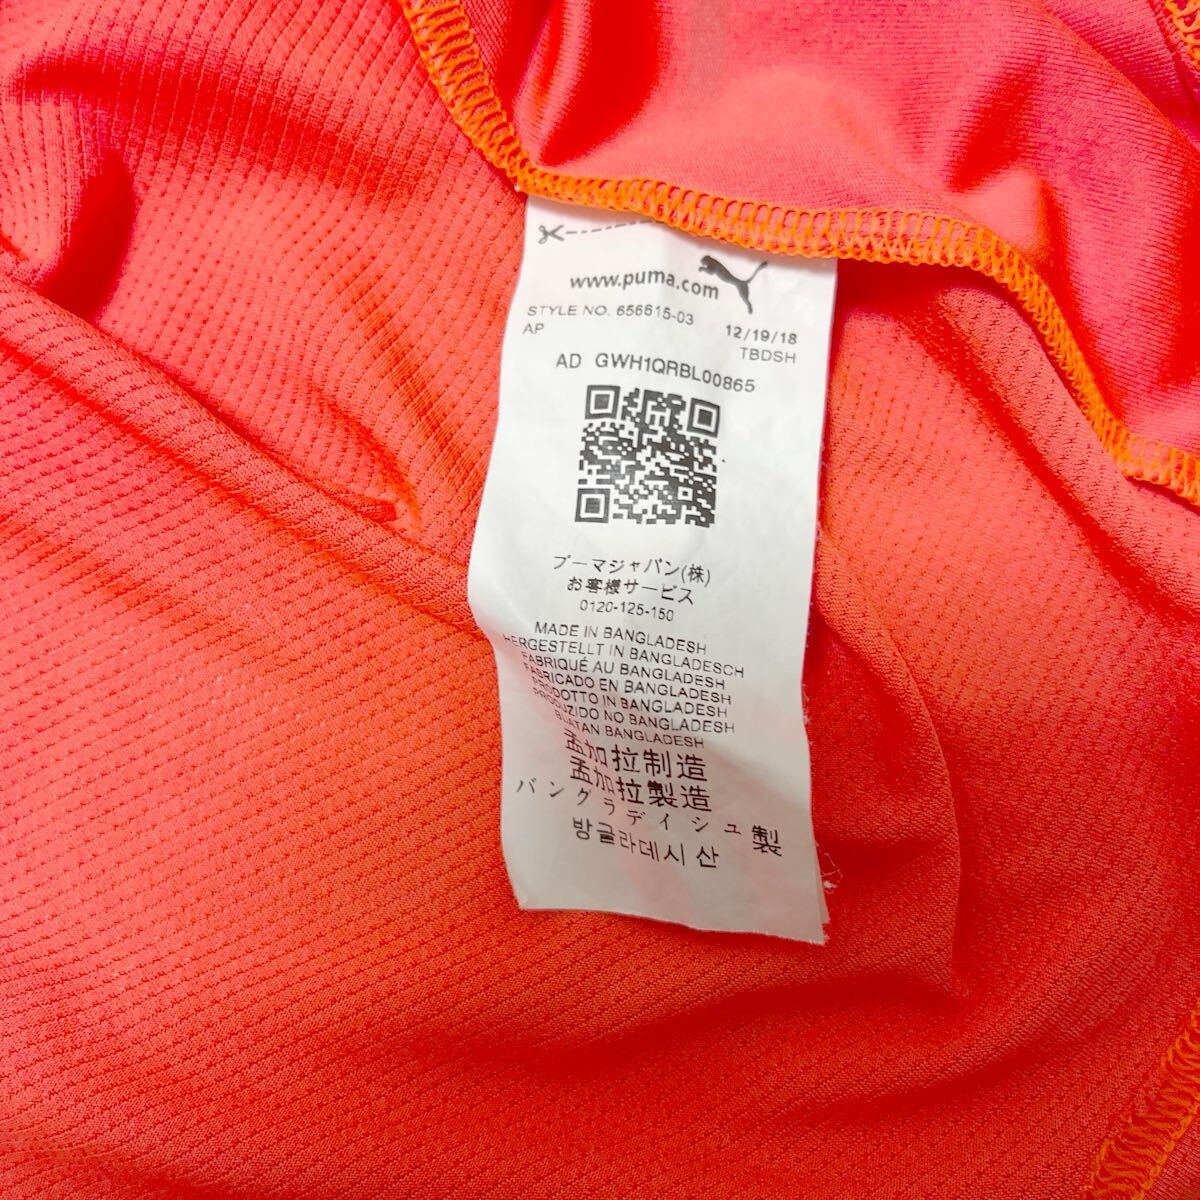 www.puma.com
STYLE NO. 656615-03 12/19/18
AP TBDSH
AD GWH1QRBL00865
プーマジャパン(株)
お客様サービス
0120-125-150
MADE IN BANGLADESH
HERGESTELLT IN BANGLADESCH
FABRIQUÉ AU BANGLADESH
FABRICADO EN BANGLADESH
PRODOTTO IN BANGLADESH
PRODUZIDO NO BANGLADESH
BUATAN BANGLADESH
孟加拉制造
孟加拉製造
バングラディシュ製
방글라데시 산